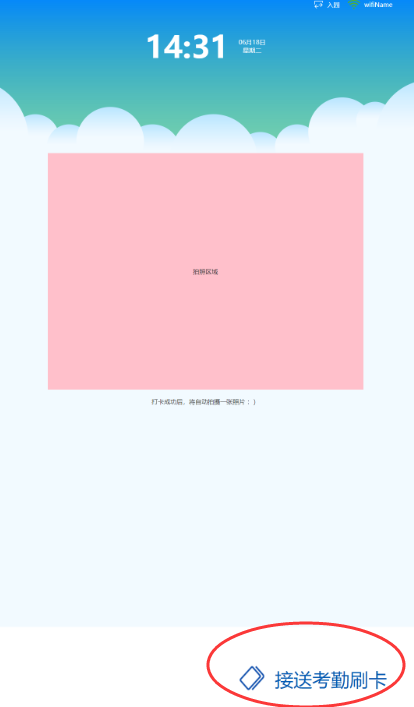 入园 wifiName
14:31
06月18日
星期二
拍照区域
打卡成功后，将自动拍摄一张照片：）
接送考勤刷卡